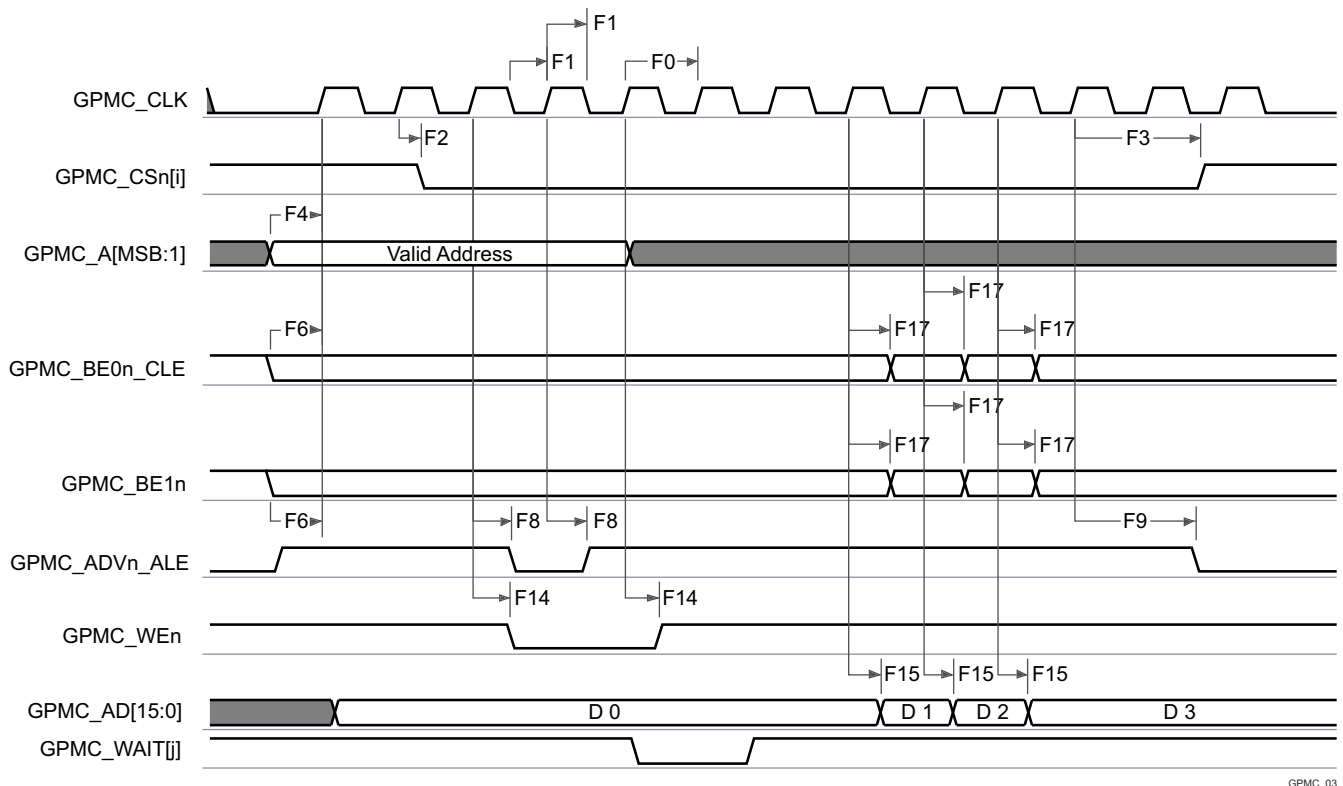 F1
F1
F0
GPMC_CLK
F2
F3
GPMC_CSn[i]
F4
GPMC_A[MSB:1]
Valid Address
F17
F6
F17
F17
GPMC_BE0n_CLE
F17
F17
F17
GPMC_BE1n
F6
F8
F8
F9
GPMC_ADVn_ALE
F14
F14
GPMC_WEn
F15
F15
F15
GPMC_AD[15:0]
D 0
D 1
D 2
D 3
GPMC_WAIT[j]
GPMC_03